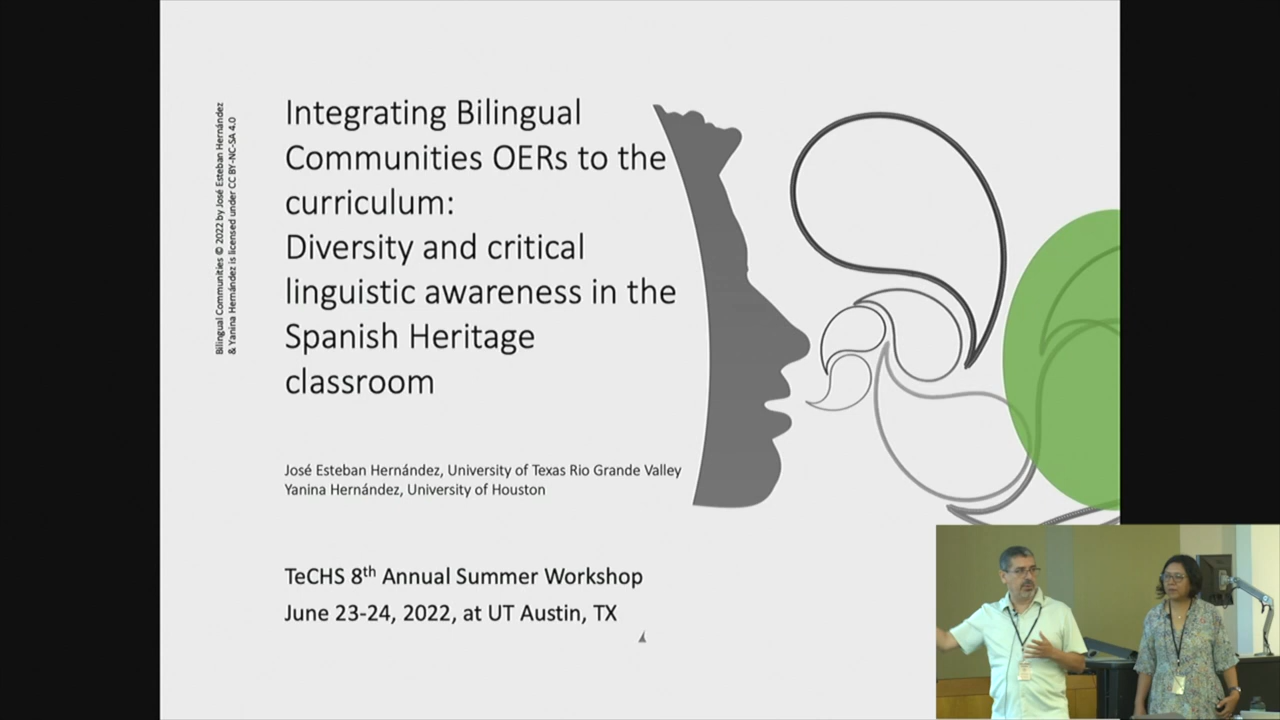 Bilingual Communities © 2022 by José Esteban Hernández
& Yanina Hernández is licensed under CC BY-NC-SA 4.0
Integrating Bilingual
Communities OERs to the
curriculum:
Diversity and critical
linguistic awareness in the
Spanish Heritage
classroom
José Esteban Hernández, University of Texas Rio Grande Valley
Yanina Hernández, University of Houston
TeCHS 8th Annual Summer Workshop
June 23-24, 2022, at UT Austin, TX